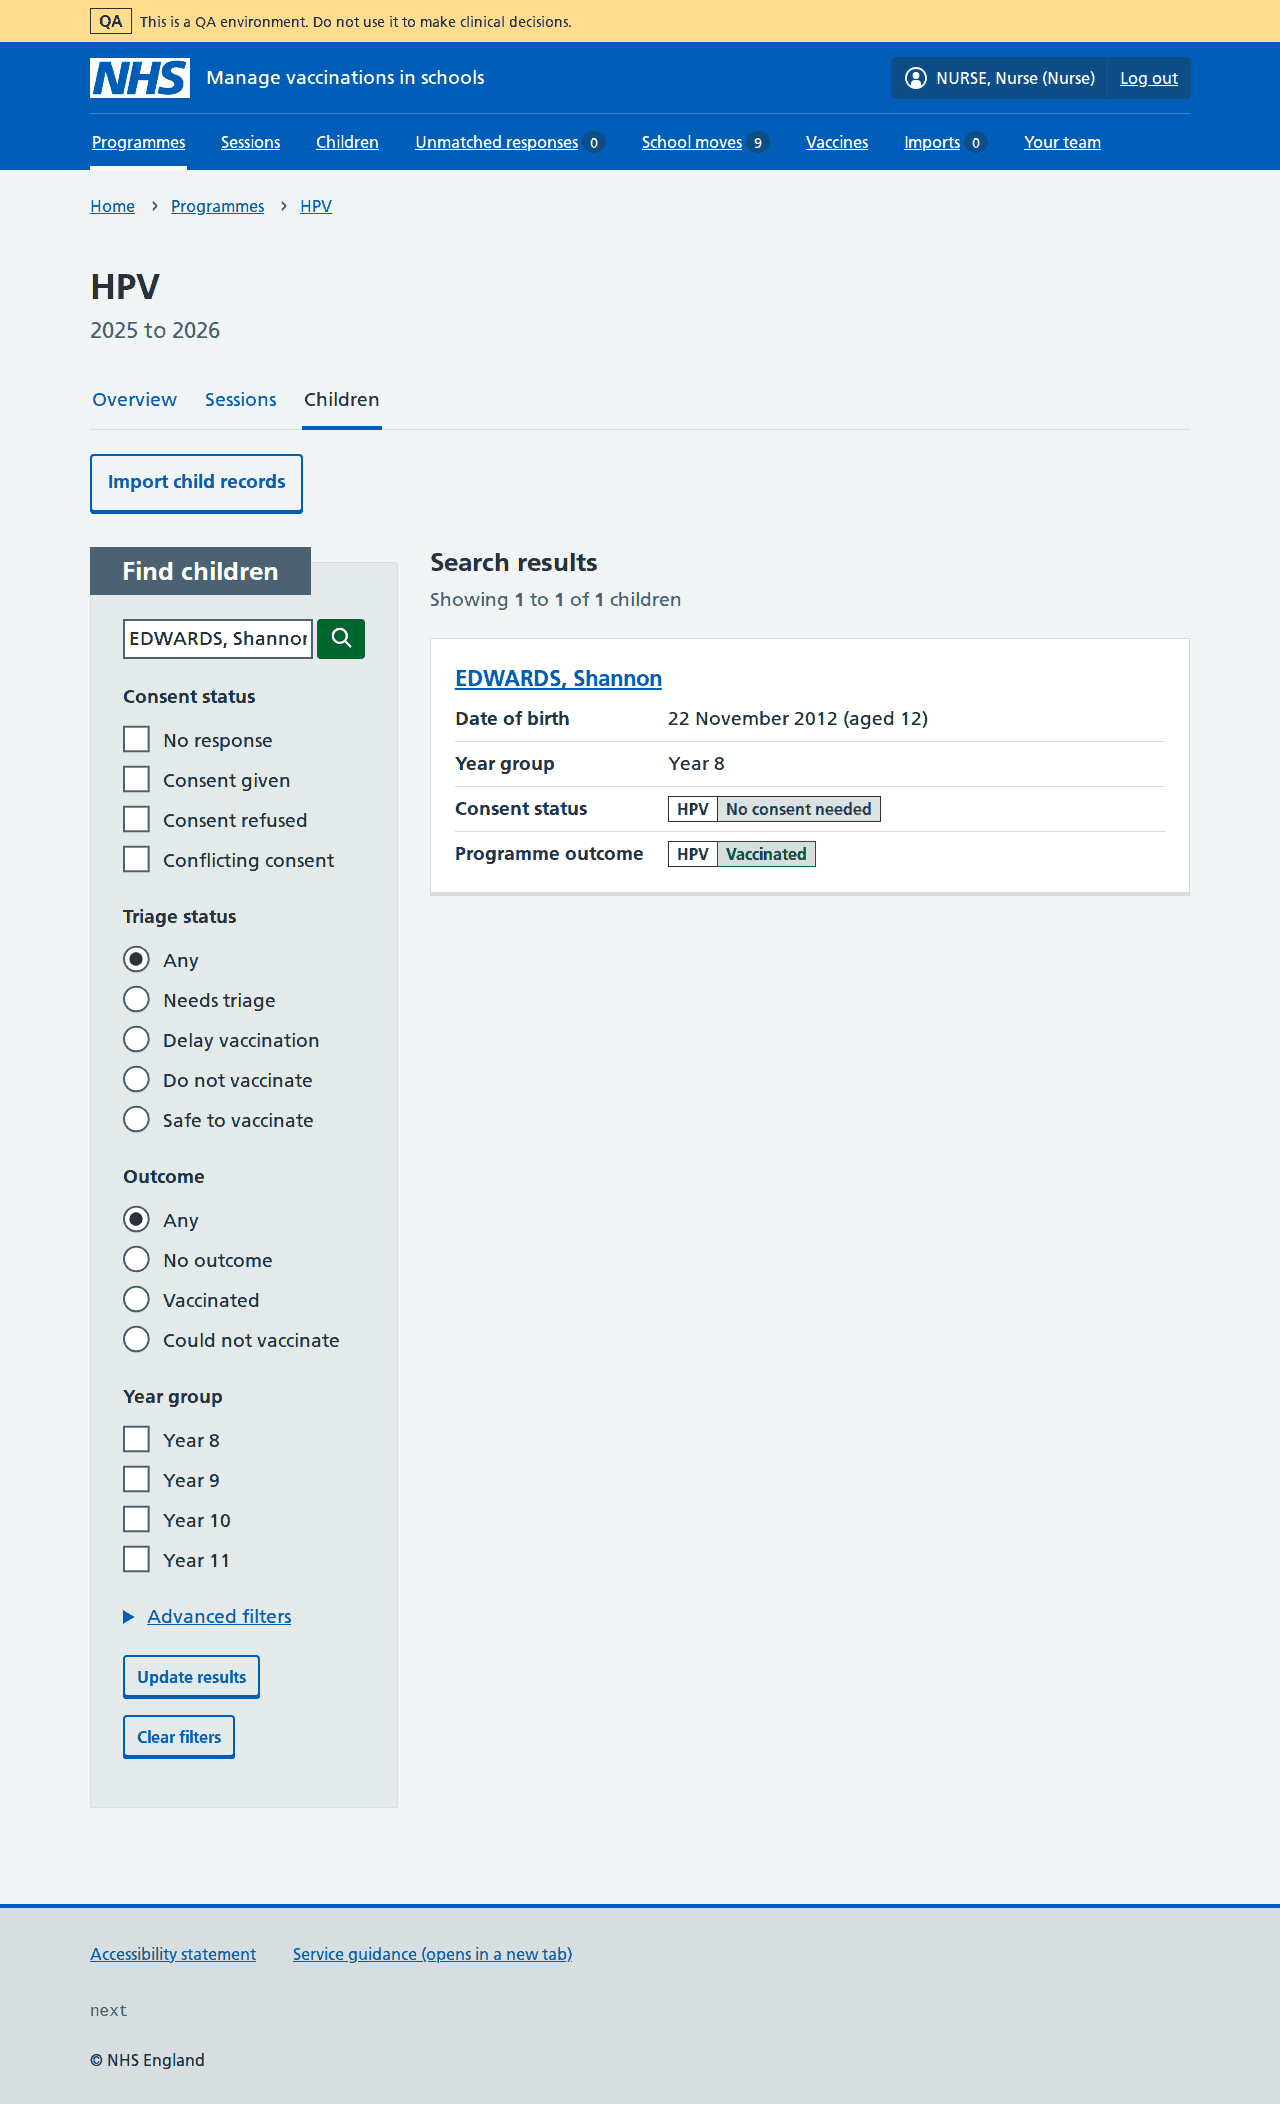 QA This is a QA environment. Do not use it to make clinical decisions.
NHS Manage vaccinations in schools NURSE, Nurse (Nurse) Log out
Programmes Sessions Children Unmatched responses 0 School moves 9 Vaccines Imports 0 Your team
Home Programmes HPV
HPV
2025 to 2026
Overview Sessions Children
Import child records
Find children
EDWARDS, Shannon
Consent status
No response
Consent given
Consent refused
Conflicting consent
Triage status
Any
Needs triage
Delay vaccination
Do not vaccinate
Safe to vaccinate
Outcome
Any
No outcome
Vaccinated
Could not vaccinate
Year group
Year 8
Year 9
Year 10
Year 11
Advanced filters
Update results
Clear filters
Search results
Showing 1 to 1 of 1 children
EDWARDS, Shannon
Date of birth 22 November 2012 (aged 12)
Year group Year 8
Consent status HPV No consent needed
Programme outcome HPV Vaccinated
Accessibility statement Service guidance (opens in a new tab)
next
© NHS England